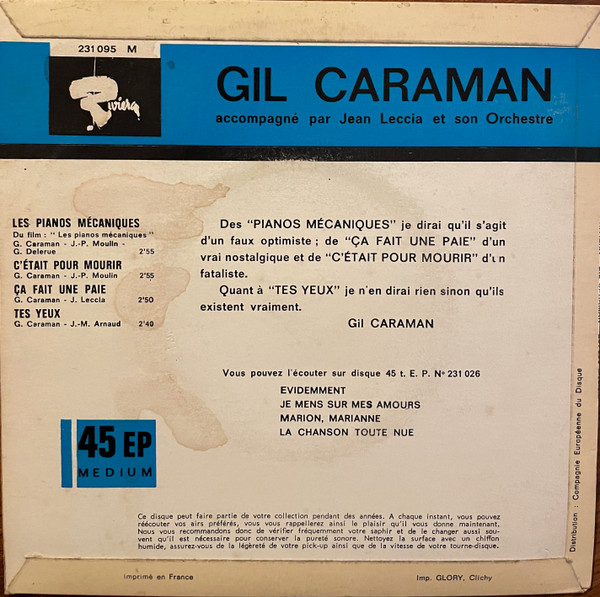 231 095 M
Riviera
GIL CARAMAN
accompagné par Jean Leccia et son Orchestre
LES PIANOS MÉCANIQUES
Du film : "Les pianos mécaniques"
G. Caraman - J.-P. Moulin -
G. Delerue 2'55
C'ÉTAIT POUR MOURIR
G. Caraman - J.-P. Moulin 2'55
ÇA FAIT UNE PAIE
G. Caraman - J. Leccia 2'50
TES YEUX
G. Caraman - J.-M. Arnaud 2'40
Des "PIANOS MÉCANIQUES" je dirai qu'il s'agit
d'un faux optimiste ; de "ÇA FAIT UNE PAIE" d'un
vrai nostalgique et de "C'ÉTAIT POUR MOURIR" d'un
fataliste.
Quant à "TES YEUX" je n'en dirai rien sinon qu'ils
existent vraiment.
Gil CARAMAN
Vous pouvez l'écouter sur disque 45 t. E. P. N° 231 026
EVIDEMMENT
JE MENS SUR MES AMOURS
MARION, MARIANNE
LA CHANSON TOUTE NUE
45 EP
MEDIUM
Ce disque peut faire partie de votre collection pendant des années. A chaque instant, vous pouvez
réécouter vos airs préférés, vous vous rappellerez ainsi le plaisir qu'il vous donne maintenant.
Nous vous recommandons donc de vérifier fréquemment votre saphir et de le changer aussi sou-
vent qu'il est nécessaire pour conserver la pureté sonore. Nettoyez la surface avec un chiffon
humide, assurez-vous de la légèreté de votre pick-up ainsi que de la vitesse de votre tourne-disque.
Distribution : Compagnie Européenne du Disque
Imprimé en France
Imp. GLORY, Clichy